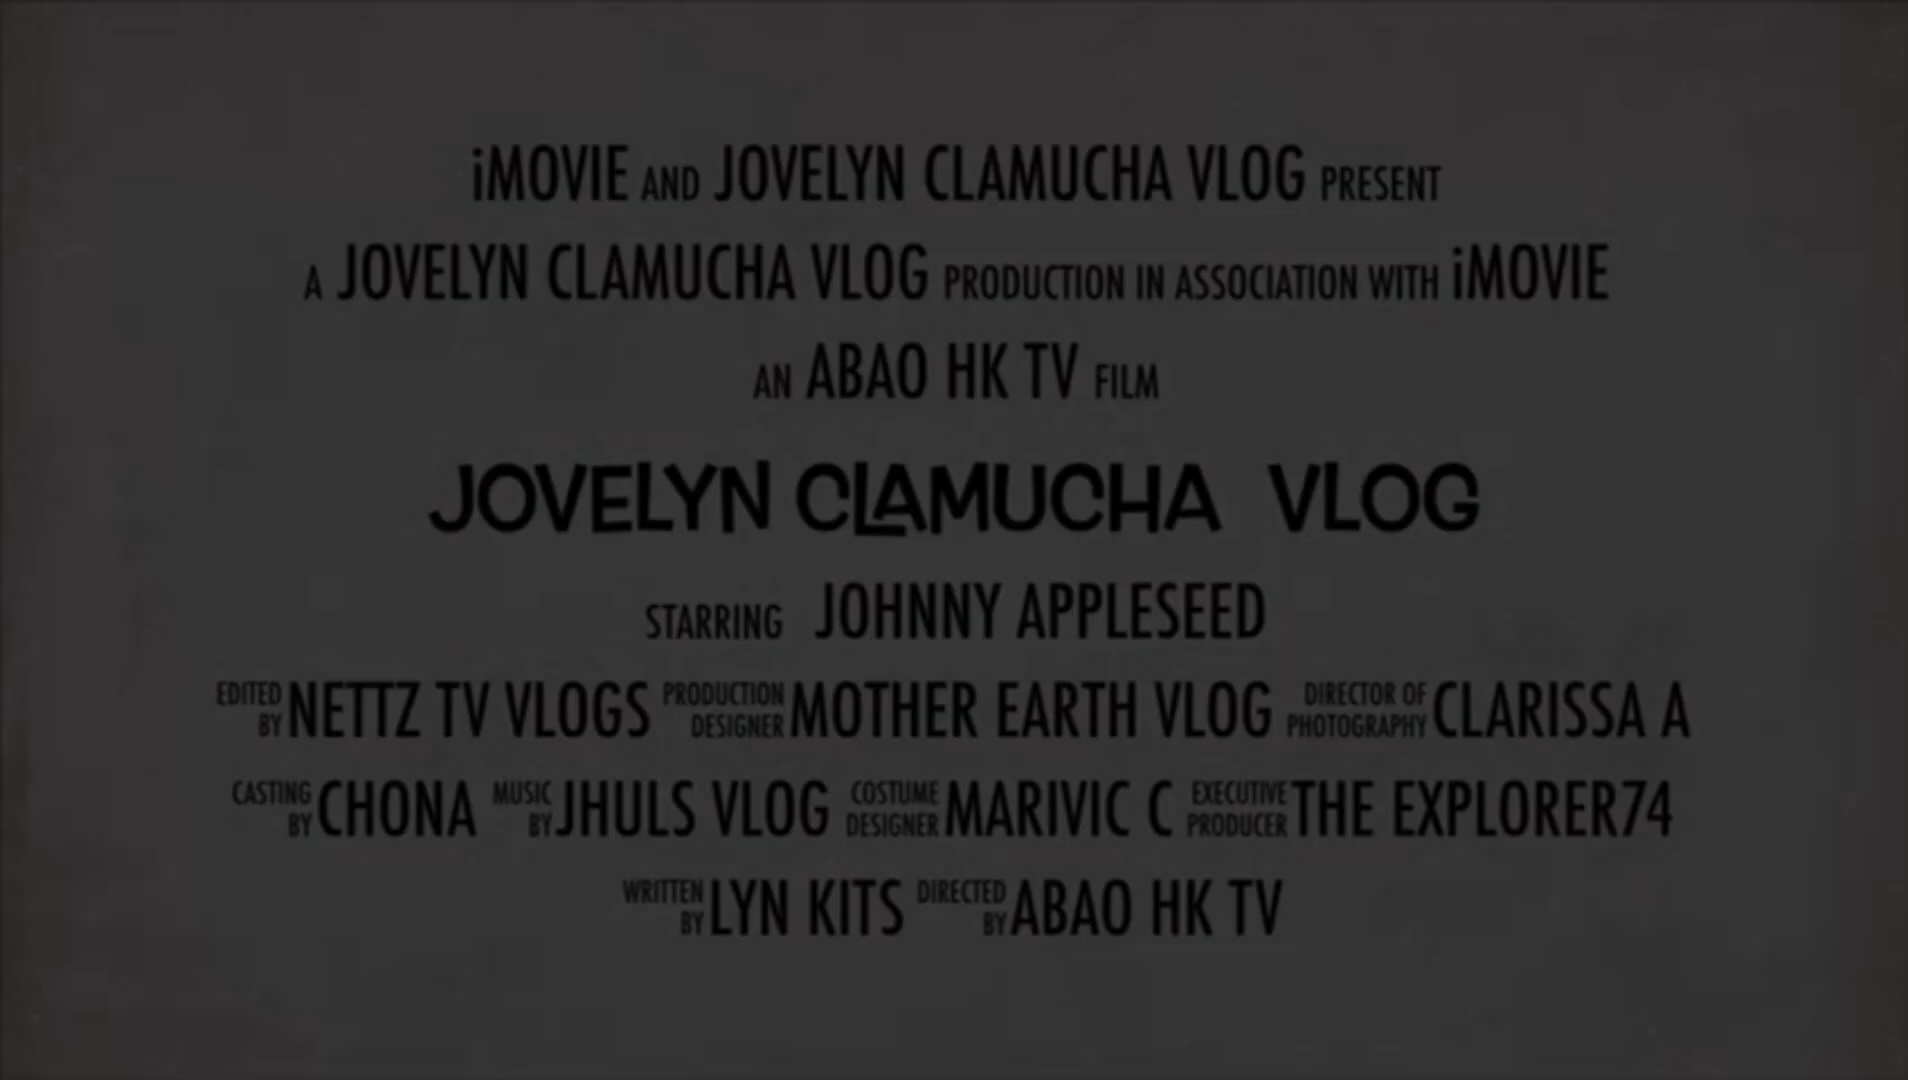 iMOVIE AND JOVELYN CLAMUCHA VLOG PRESENT
A JOVELYN CLAMUCHA VLOG PRODUCTION IN ASSOCIATION WITH iMOVIE
AN ABAO HK TV FILM
JOVELYN CLAMUCHA VLOG
STARRING JOHNNY APPLESEED
EDITED BY NETTZ TV VLOGS PRODUCTION DESIGNER MOTHER EARTH VLOG DIRECTOR OF PHOTOGRAPHY CLARISSA A
CASTING BY CHONA MUSIC BY JHULS VLOG COSTUME DESIGNER MARIVIC C EXECUTIVE PRODUCER THE EXPLORER74
WRITTEN BY LYN KITS DIRECTED BY ABAO HK TV